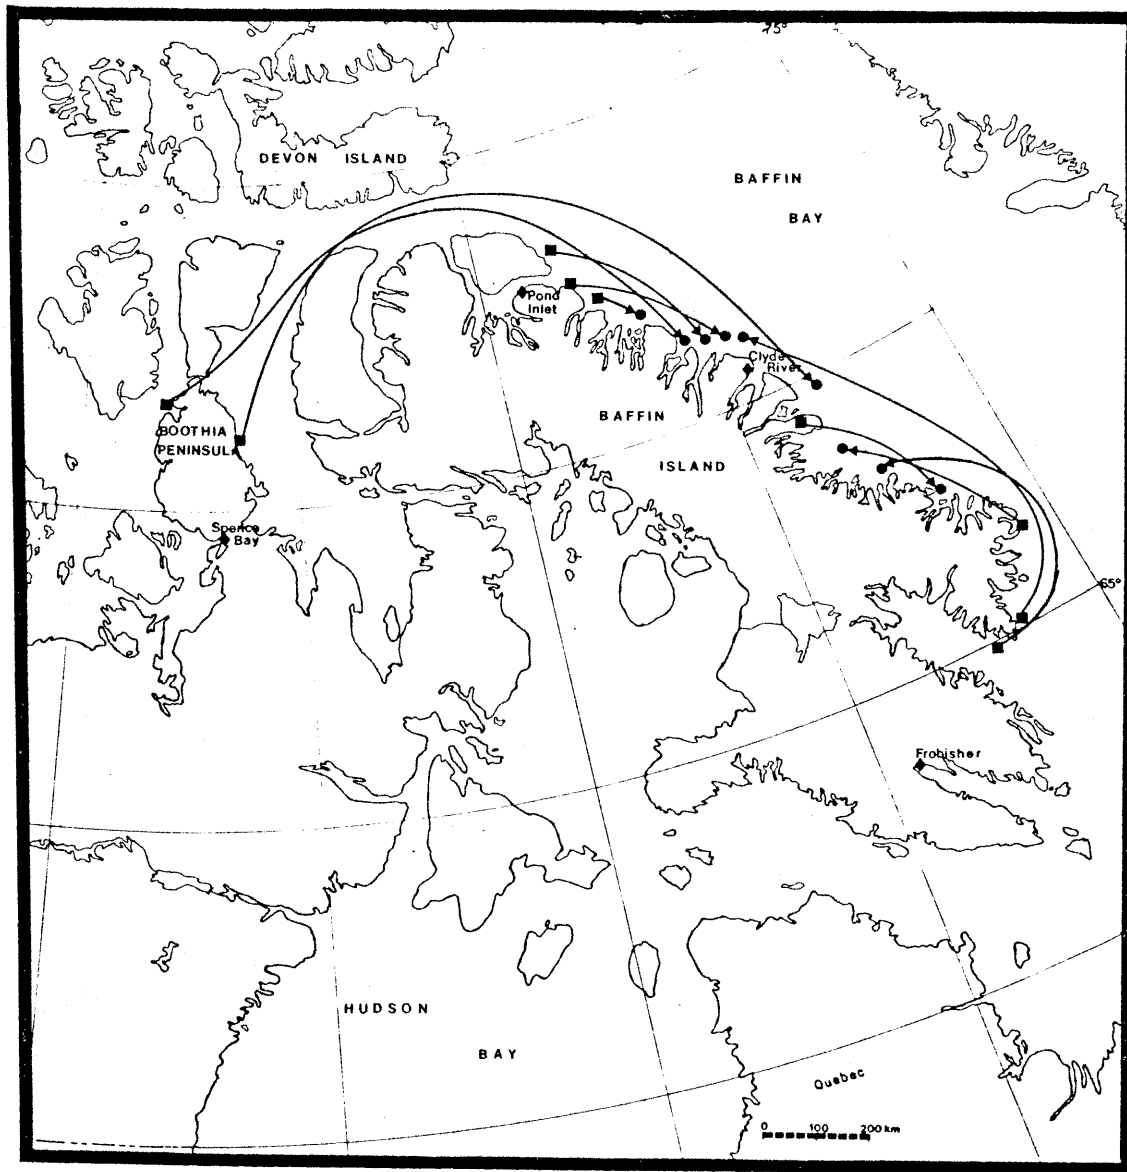 75°
DEVON ISLAND
BAFFIN
BAY
Pond
Inlet
Clyde
River
BAFFIN
ISLAND
BOOTHIA
PENINSULA
Spence
Bay
65°
Frobisher
HUDSON
BAY
Quebec
0 100 200 km